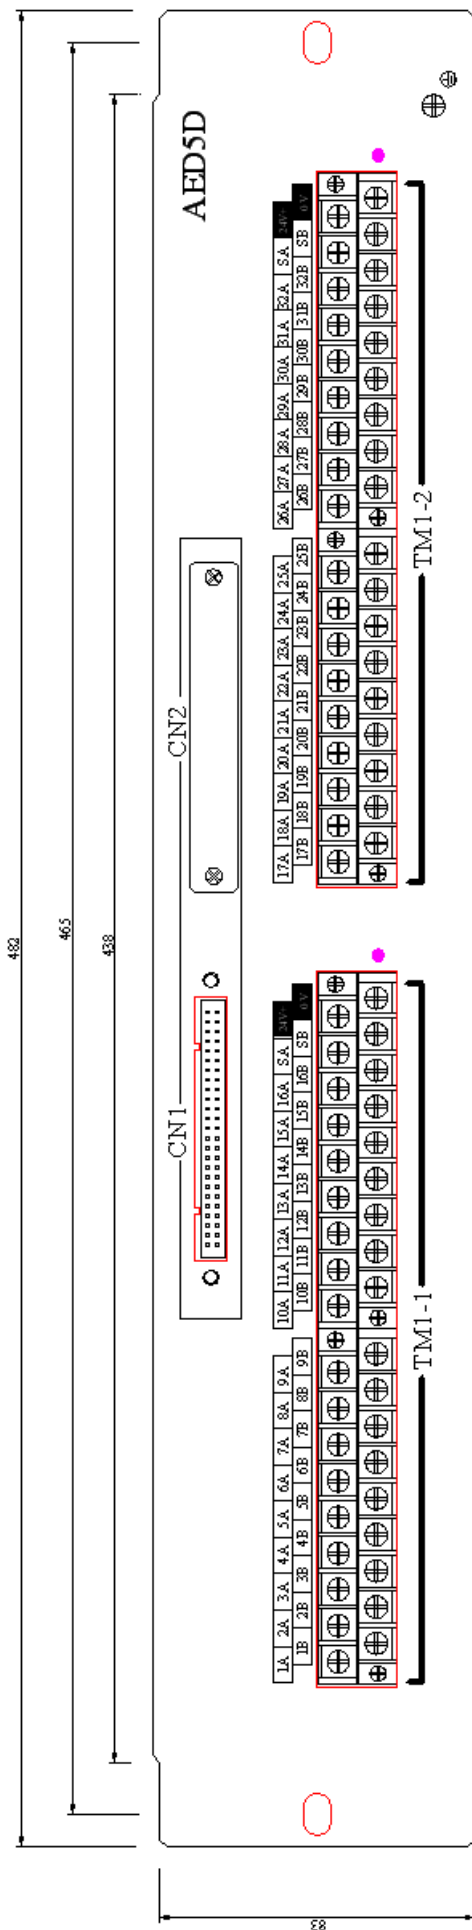 482
465
438
83
CN1 CN2
AED5D
1A 2A 3A 4A 5A 6A 7A 8A 9A 10A 11A 12A 13A 14A 15A 16A SA 24V+ 17A 18A 19A 20A 21A 22A 23A 24A 25A 26A 27A 28A 29A 30A 31A 32A SA 24V+
1B 2B 3B 4B 5B 6B 7B 8B 9B 10B 11B 12B 13B 14B 15B 16B SB 0V 17B 18B 19B 20B 21B 22B 23B 24B 25B 26B 27B 28B 29B 30B 31B 32B SB 0V
TM1-1 TM1-2